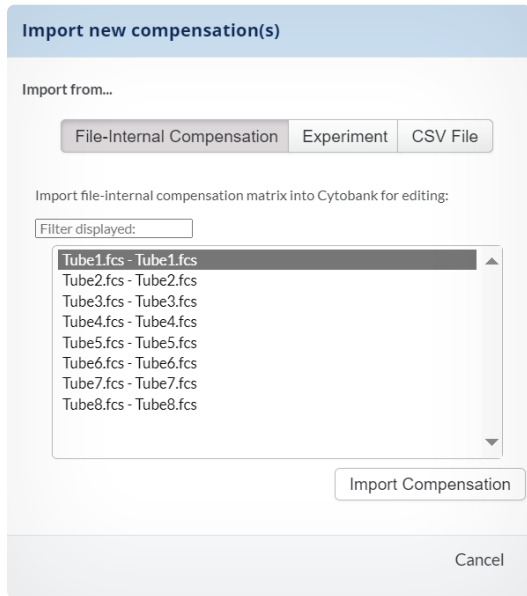 Import new compensation(s)
Import from...
File-Internal Compensation Experiment CSV File
Import file-internal compensation matrix into Cytobank for editing:
Filter displayed:
Tube1.fcs - Tube1.fcs
Tube2.fcs - Tube2.fcs
Tube3.fcs - Tube3.fcs
Tube4.fcs - Tube4.fcs
Tube5.fcs - Tube5.fcs
Tube6.fcs - Tube6.fcs
Tube7.fcs - Tube7.fcs
Tube8.fcs - Tube8.fcs
Import Compensation
Cancel